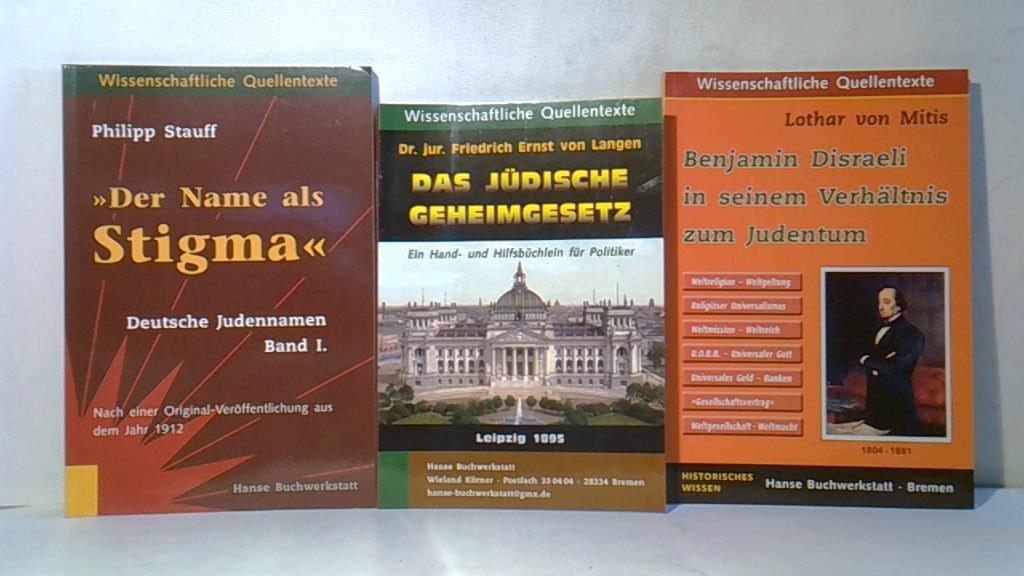 Wissenschaftliche Quellentexte
Philipp Stauff
»Der Name als
Stigma«
Deutsche Judennamen
Band I.
Nach einer Original-Veröffentlichung aus
dem Jahr 1912
Hanse Buchwerkstatt
Wissenschaftliche Quellentexte
Dr. jur. Friedrich Ernst von Langen
DAS JÜDISCHE
GEHEIMGESETZ
Ein Hand- und Hilfsbüchlein für Politiker
Leipzig 1895
Hanse Buchwerkstatt
Wieland Körner · Postfach 33 04 04 · 28334 Bremen
hanse-buchwerkstatt@gmx.de
Wissenschaftliche Quellentexte
Lothar von Mitis
Benjamin Disraeli
in seinem Verhältnis
zum Judentum
Weltreligion - Weltgeltung
Religiöser Universalismus
Weltmission - Weltreich
U.O.B.B. - Universaler Gott
Universales Geld - Banken
»Gesellschaftsvertrag«
Weltgesellschaft - Weltmacht
1804 - 1881
HISTORISCHES
WISSEN
Hanse Buchwerkstatt · Bremen